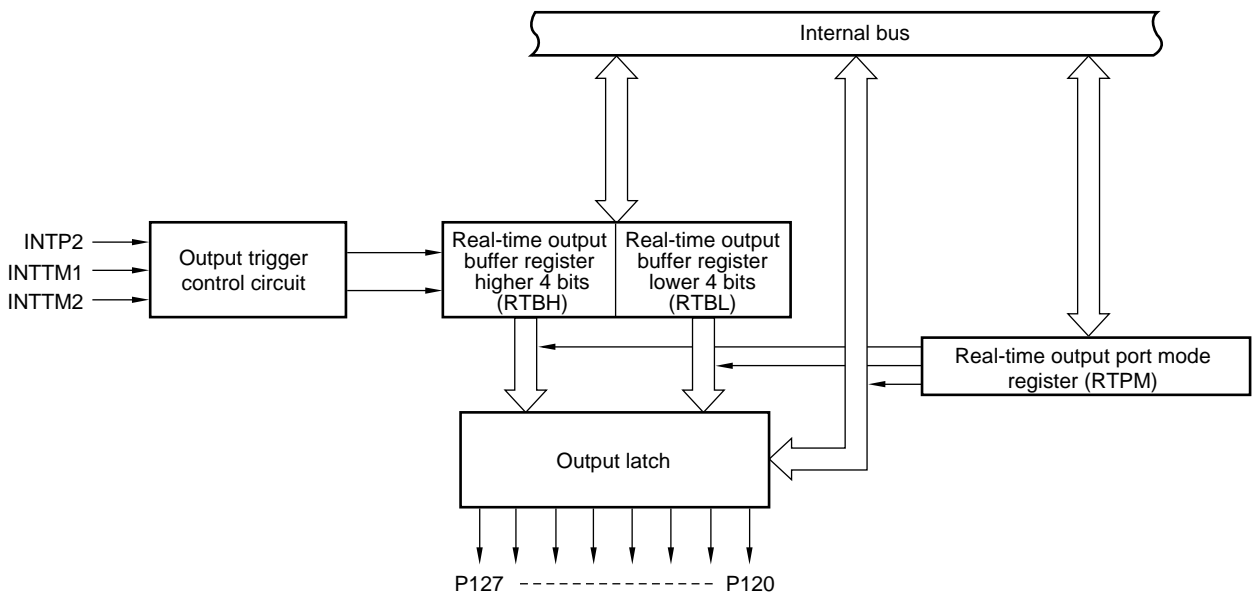 Internal bus
INTP2
INTTM1
INTTM2
Output trigger
control circuit
Real-time output
buffer register
higher 4 bits
(RTBH)
Real-time output
buffer register
lower 4 bits
(RTBL)
Real-time output port mode
register (RTPM)
Output latch
P127
P120